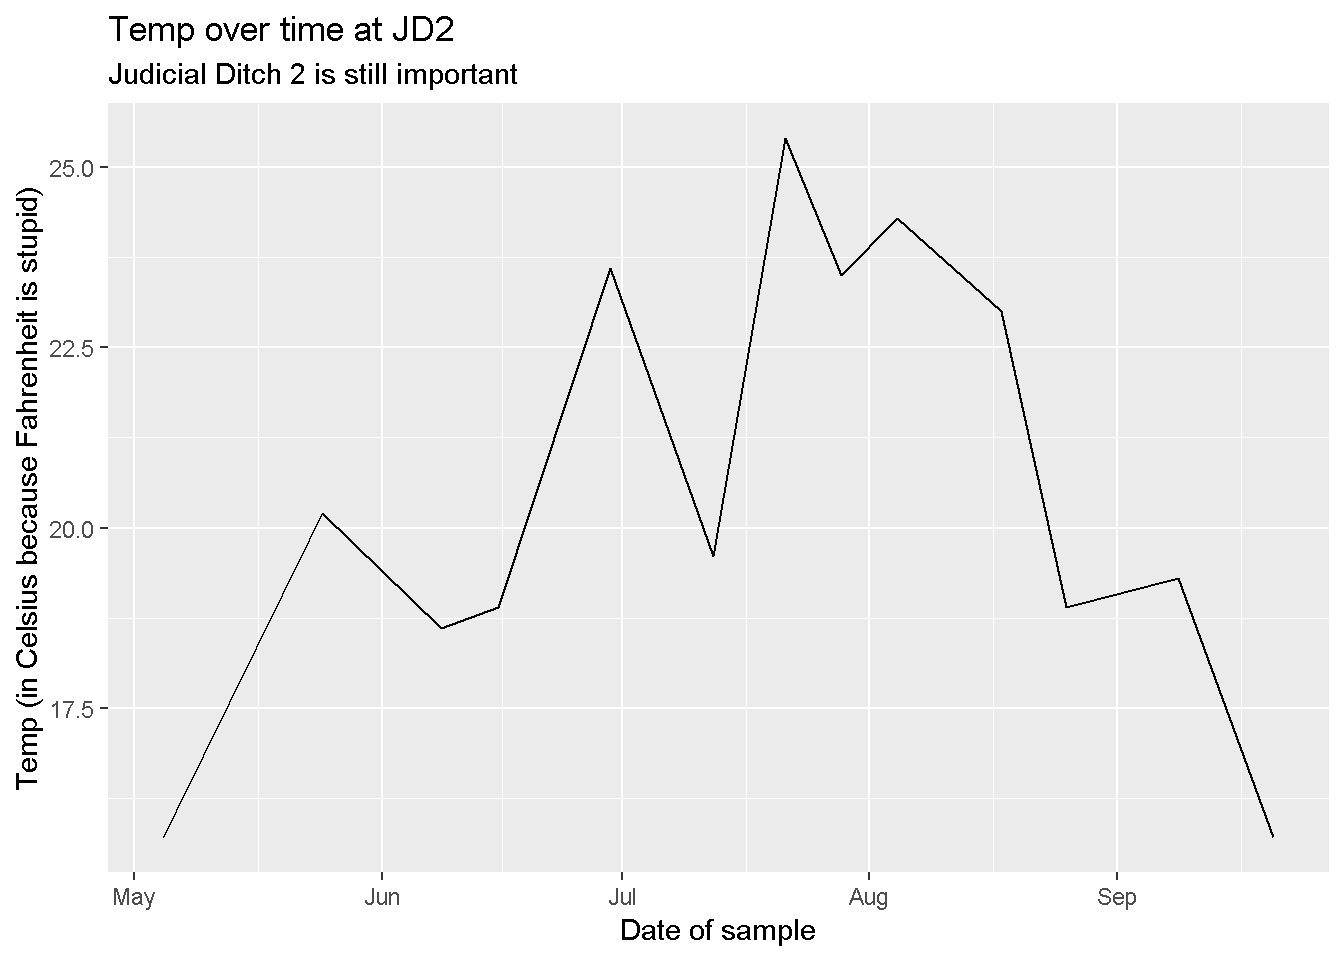 Temp over time at JD2
Judicial Ditch 2 is still important
Temp (in Celsius because Fahrenheit is stupid)
25.0
22.5
20.0
17.5
May Jun Jul Aug Sep
Date of sample